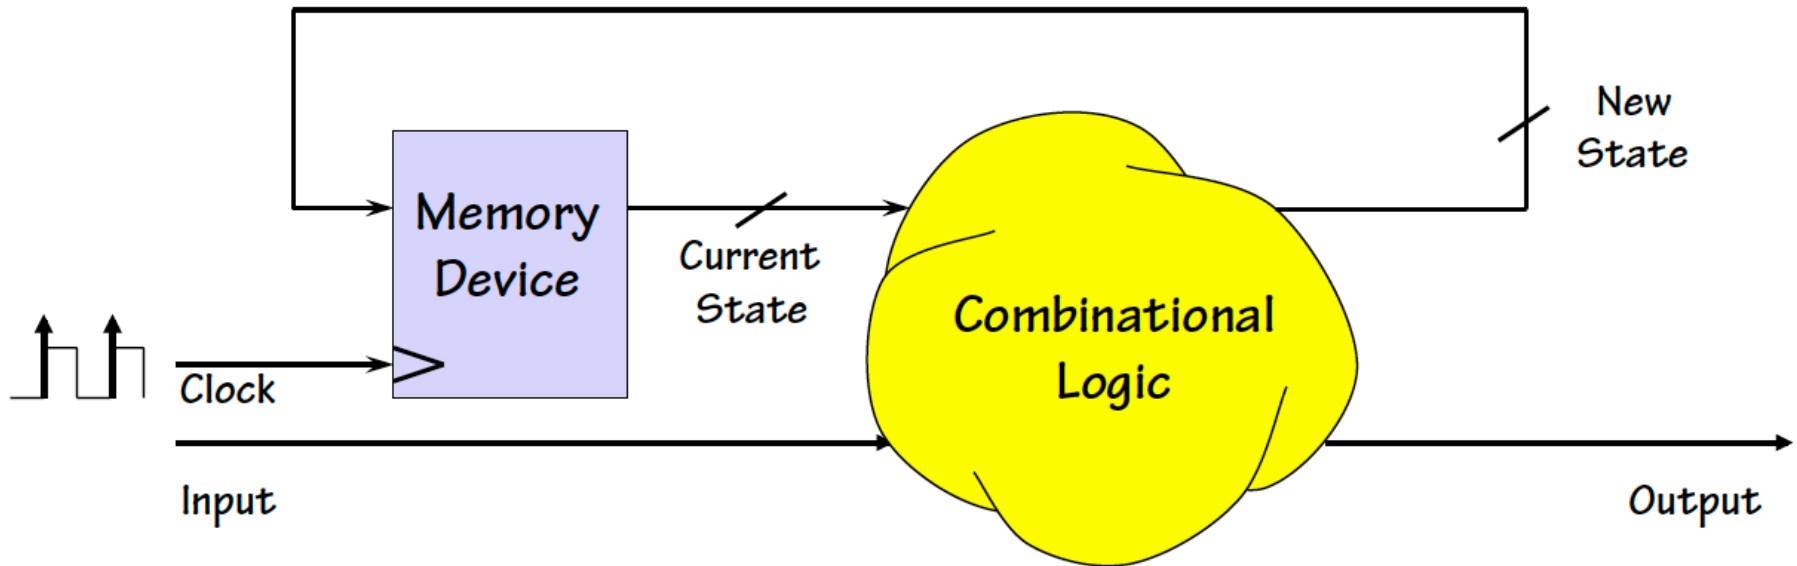 New
State
Memory
Device
Current
State
Combinational
Logic
Clock
Input
Output